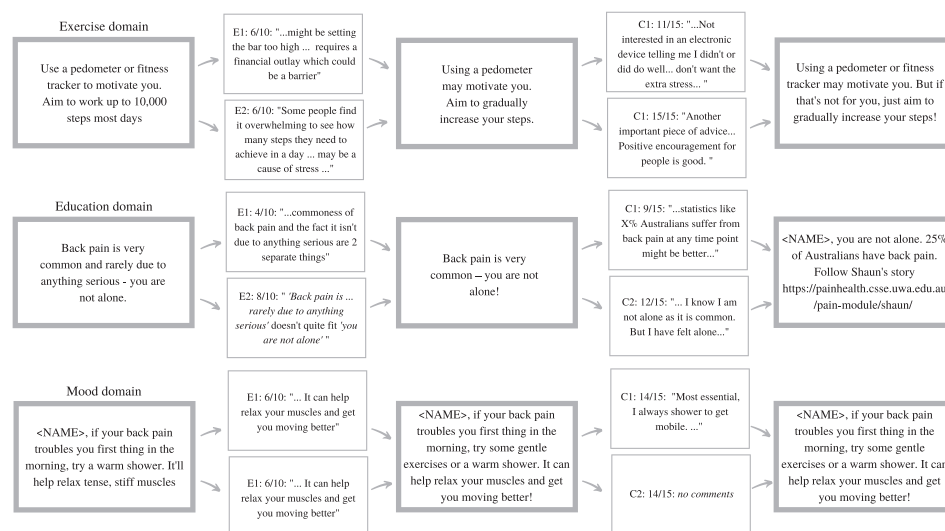 Exercise domain
Use a pedometer or fitness
tracker to motivate you.
Aim to work up to 10,000
steps most days
E1: 6/10: "...might be setting
the bar too high ... requires a
financial outlay which could
be a barrier"
E2: 6/10: "Some people find
it overwhelming to see how
many steps they need to
achieve in a day ... may be a
cause of stress ..."
Using a pedometer
may motivate you.
Aim to gradually
increase your steps.
C1: 11/15: "...Not
interested in an electronic
device telling me I didn't or
did do well... don't want the
extra stress... "
C1: 15/15: "Another
important piece of advice...
Positive encouragement for
people is good. "
Using a pedometer or fitness
tracker may motivate you. But if
that's not for you, just aim to
gradually increase your steps!
Education domain
Back pain is very
common and rarely due to
anything serious - you are
not alone.
E1: 4/10: "...commoness of
back pain and the fact it isn't
due to anything serious are 2
separate things"
E2: 8/10: " 'Back pain is ...
rarely due to anything
serious' doesn't quite fit 'you
are not alone' "
Back pain is very
common – you are not
alone!
C1: 9/15: "...statistics like
X% Australians suffer from
back pain at any time point
might be better..."
C2: 12/15: "... I know I am
not alone as it is common.
But I have felt alone..."
<NAME>, you are not alone. 25%
of Australians have back pain.
Follow Shaun's story
https://painhealth.csse.uwa.edu.au
/pain-module/shaun/
Mood domain
<NAME>, if your back pain
troubles you first thing in the
morning, try a warm shower. It'll
help relax tense, stiff muscles
E1: 6/10: "... It can help
relax your muscles and get
you moving better"
E1: 6/10: "... It can help
relax your muscles and get
you moving better"
<NAME>, if your back pain
troubles you first thing in the
morning, try some gentle
exercises or a warm shower. It can
help relax your muscles and get
you moving better!
C1: 14/15:  "Most essential,
I always shower to get
mobile. ..."
C2: 14/15: no comments
<NAME>, if your back pain
troubles you first thing in the
morning, try some gentle
exercises or a warm shower. It can
help relax your muscles and get
you moving better!